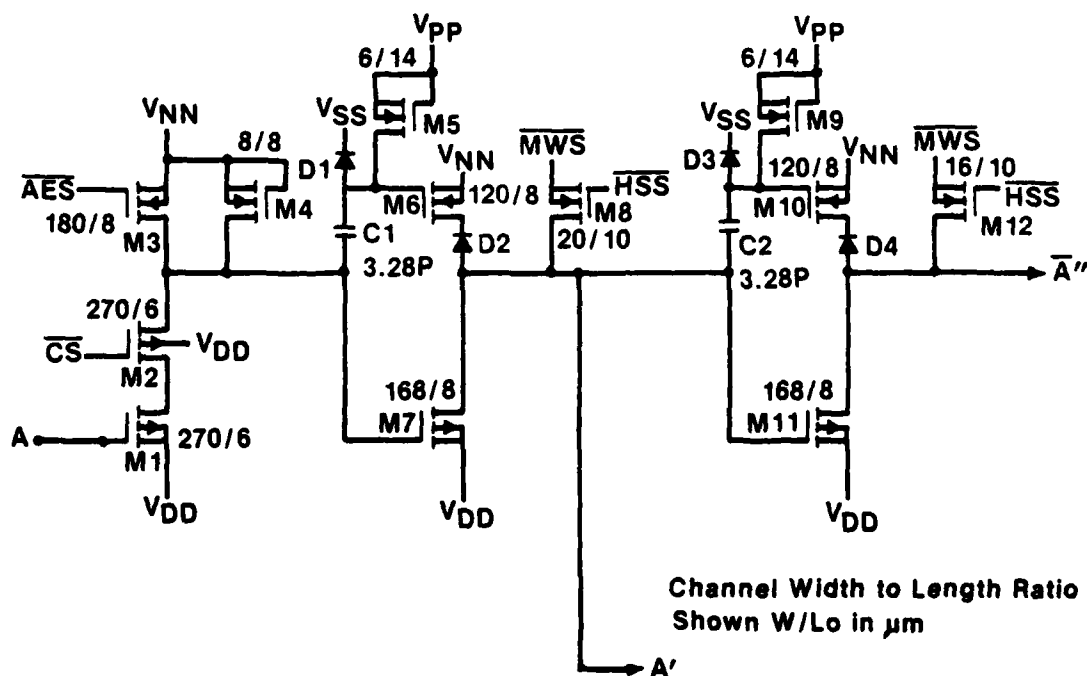 VPP
VPP
6/14
6/14
VNN
VSS
M5
VSS
M9
8/8
VNN
MWS
VNN
MWS
D1
D3
16/10
AES
M4
M6
120/8
HSS
120/8
HSS
180/8
M3
M8
M10
M12
C1
D2
20/10
C2
D4
3.28P
3.28P
A̅″
270/6
CS
VDD
M2
168/8
168/8
M7
M11
A
M1
270/6
VDD
VDD
VDD
Channel Width to Length Ratio
Shown W/Lo in μm
A′